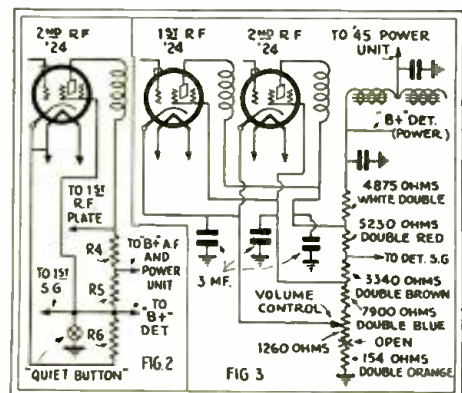 2ND R.F.
'24
TO 1ST
R.F.
PLATE
R4
TO
"B+" A.F.
AND
POWER
UNIT
TO 1ST
S.G.
R5
TO
"B+"
DET
R6
"QUIET BUTTON"
FIG. 2
1ST R.F.
'24
2ND R.F.
'24
TO '45 POWER
UNIT
"B+" DET.
(POWER)
4875 OHMS
WHITE DOUBLE
5230 OHMS
DOUBLE RED
TO DET. S.G
3340 OHMS
DOUBLE BROWN
7900 OHMS
DOUBLE BLUE
OPEN
154 OHMS
DOUBLE ORANGE
.3 MF.
VOLUME
CONTROL
1260 OHMS
FIG 3